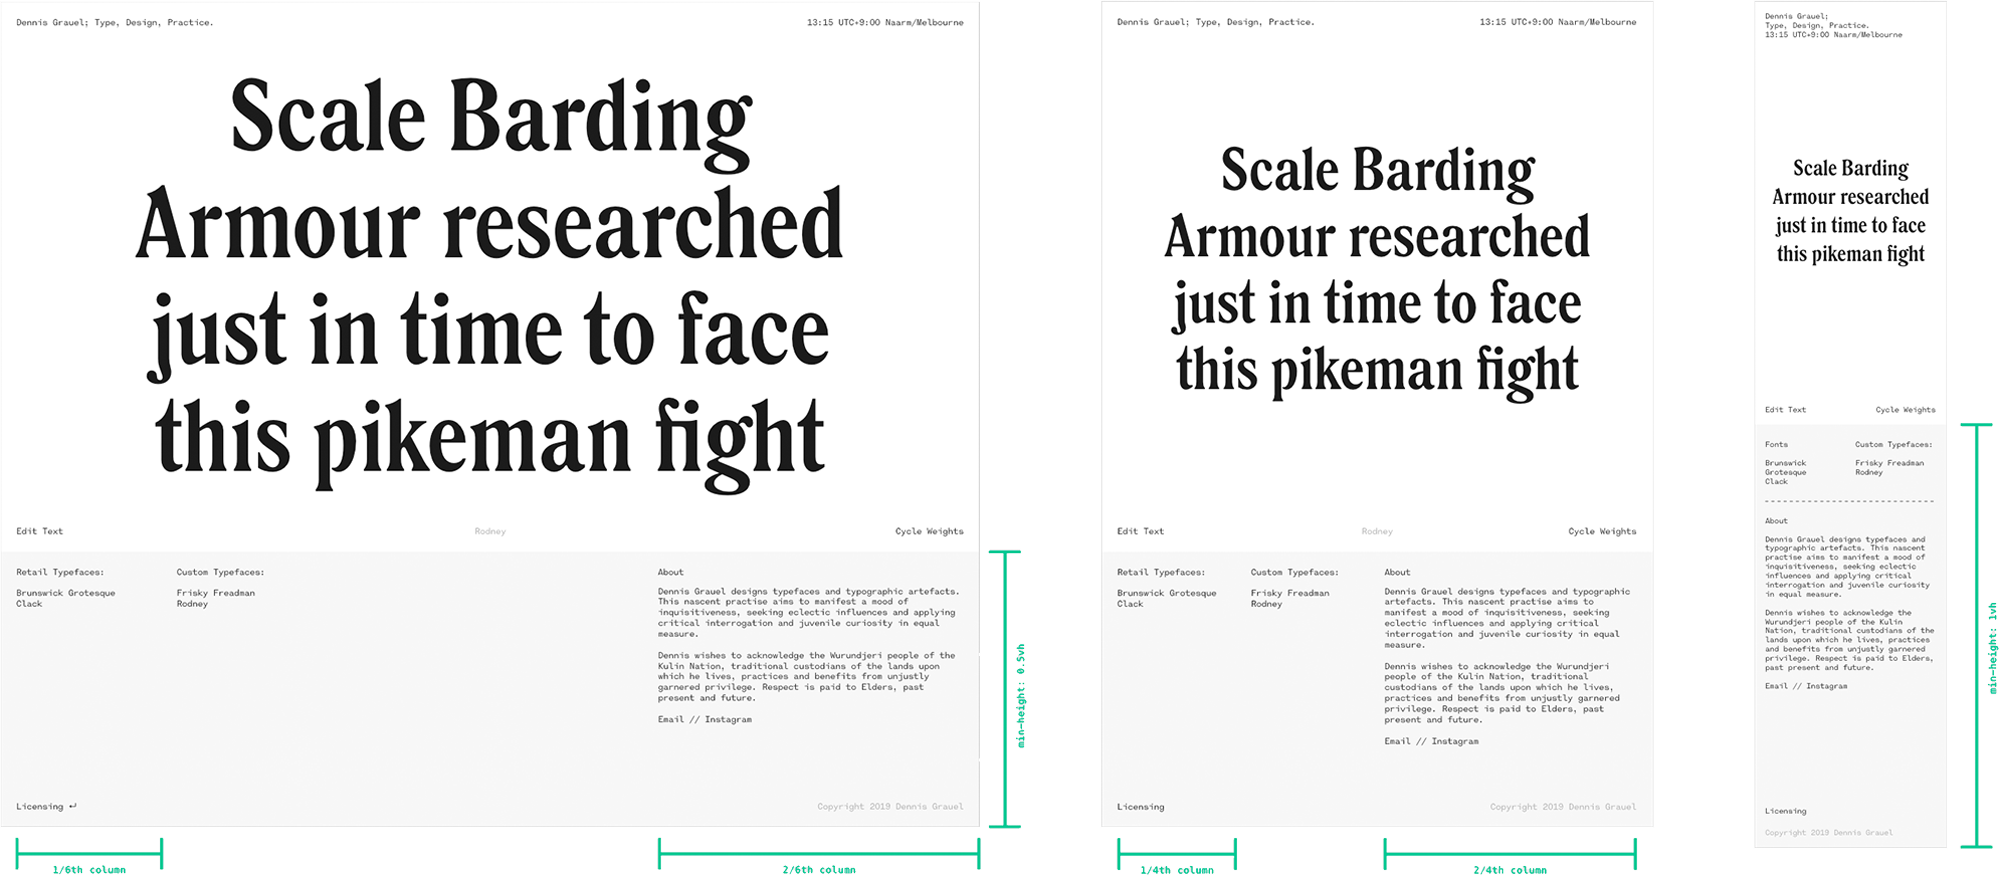 Dennis Grauel; Type, Design, Practice.
13:15 UTC+9:00 Naarm/Melbourne
Scale Barding
Armour researched
just in time to face
this pikeman fight
Edit Text
Rodney
Cycle Weights
Retail Typefaces:
Brunswick Grotesque
Clack
Custom Typefaces:
Frisky Freadman
Rodney
About
Dennis Grauel designs typefaces and typographic artefacts.
This nascent practise aims to manifest a mood of
inquisitiveness, seeking eclectic influences and applying
critical interrogation and juvenile curiosity in equal
measure.
Dennis wishes to acknowledge the Wurundjeri people of the
Kulin Nation, traditional custodians of the lands upon
which he lives, practices and benefits from unjustly
garnered privilege. Respect is paid to Elders, past
present and future.
Email // Instagram
Licensing ↵
Copyright 2019 Dennis Grauel
min-height: 0.5vh
1/6th column
2/6th column
Dennis Grauel; Type, Design, Practice.
13:15 UTC+9:00 Naarm/Melbourne
Scale Barding
Armour researched
just in time to face
this pikeman fight
Edit Text
Rodney
Cycle Weights
Retail Typefaces:
Brunswick Grotesque
Clack
Custom Typefaces:
Frisky Freadman
Rodney
About
Dennis Grauel designs typefaces and typographic
artefacts. This nascent practise aims to
manifest a mood of inquisitiveness, seeking
eclectic influences and applying critical
interrogation and juvenile curiosity in equal
measure.
Dennis wishes to acknowledge the Wurundjeri
people of the Kulin Nation, traditional
custodians of the lands upon which he lives,
practices and benefits from unjustly garnered
privilege. Respect is paid to Elders, past
present and future.
Email // Instagram
Licensing
Copyright 2019 Dennis Grauel
1/4th column
2/4th column
Dennis Grauel;
Type, Design, Practice.
13:15 UTC+9:00 Naarm/Melbourne
Scale Barding
Armour researched
just in time to face
this pikeman fight
Edit Text
Cycle Weights
Fonts
Brunswick
Grotesque
Clack
Custom Typefaces:
Frisky Freadman
Rodney
About
Dennis Grauel designs typefaces and
typographic artefacts. This nascent
practise aims to manifest a mood of
inquisitiveness, seeking eclectic
influences and applying critical
interrogation and juvenile curiosity
in equal measure.
Dennis wishes to acknowledge the
Wurundjeri people of the Kulin
Nation, traditional custodians of the
lands upon which he lives, practices
and benefits from unjustly garnered
privilege. Respect is paid to Elders,
past present and future.
Email // Instagram
Licensing
Copyright 2019 Dennis Grauel
min-height: 1vh